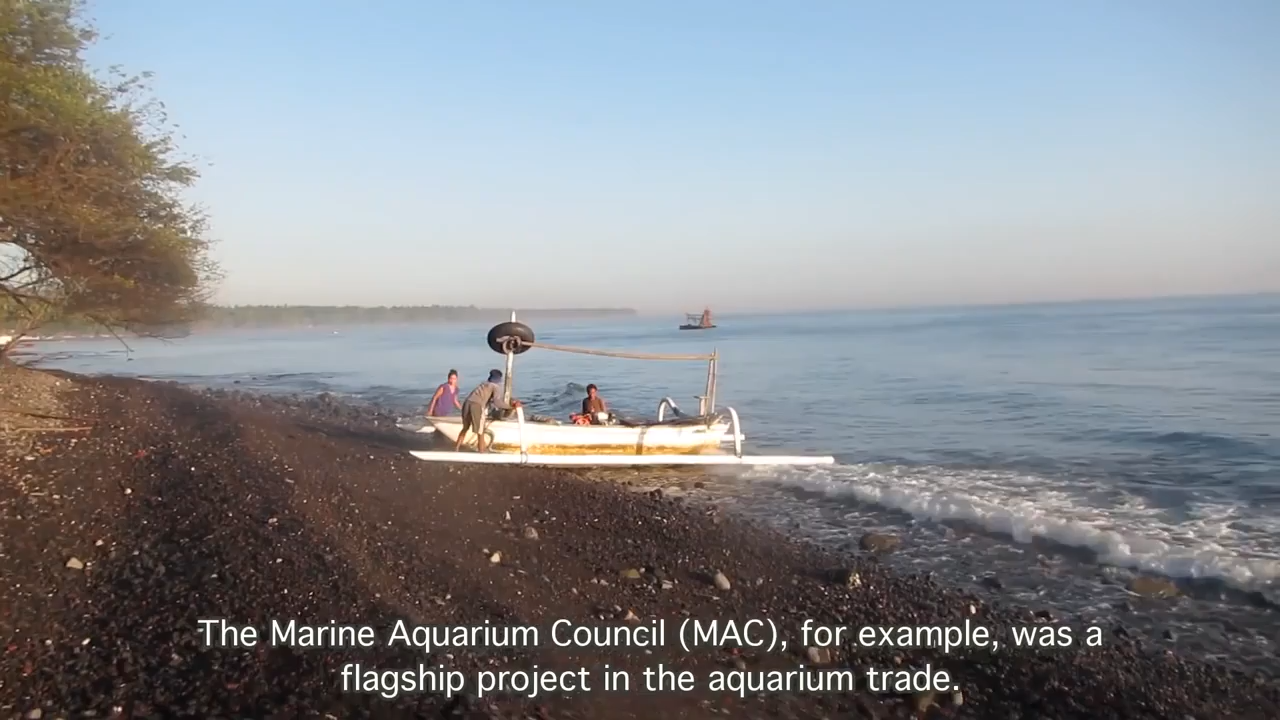 The Marine Aquarium Council (MAC), for example, was a
flagship project in the aquarium trade.